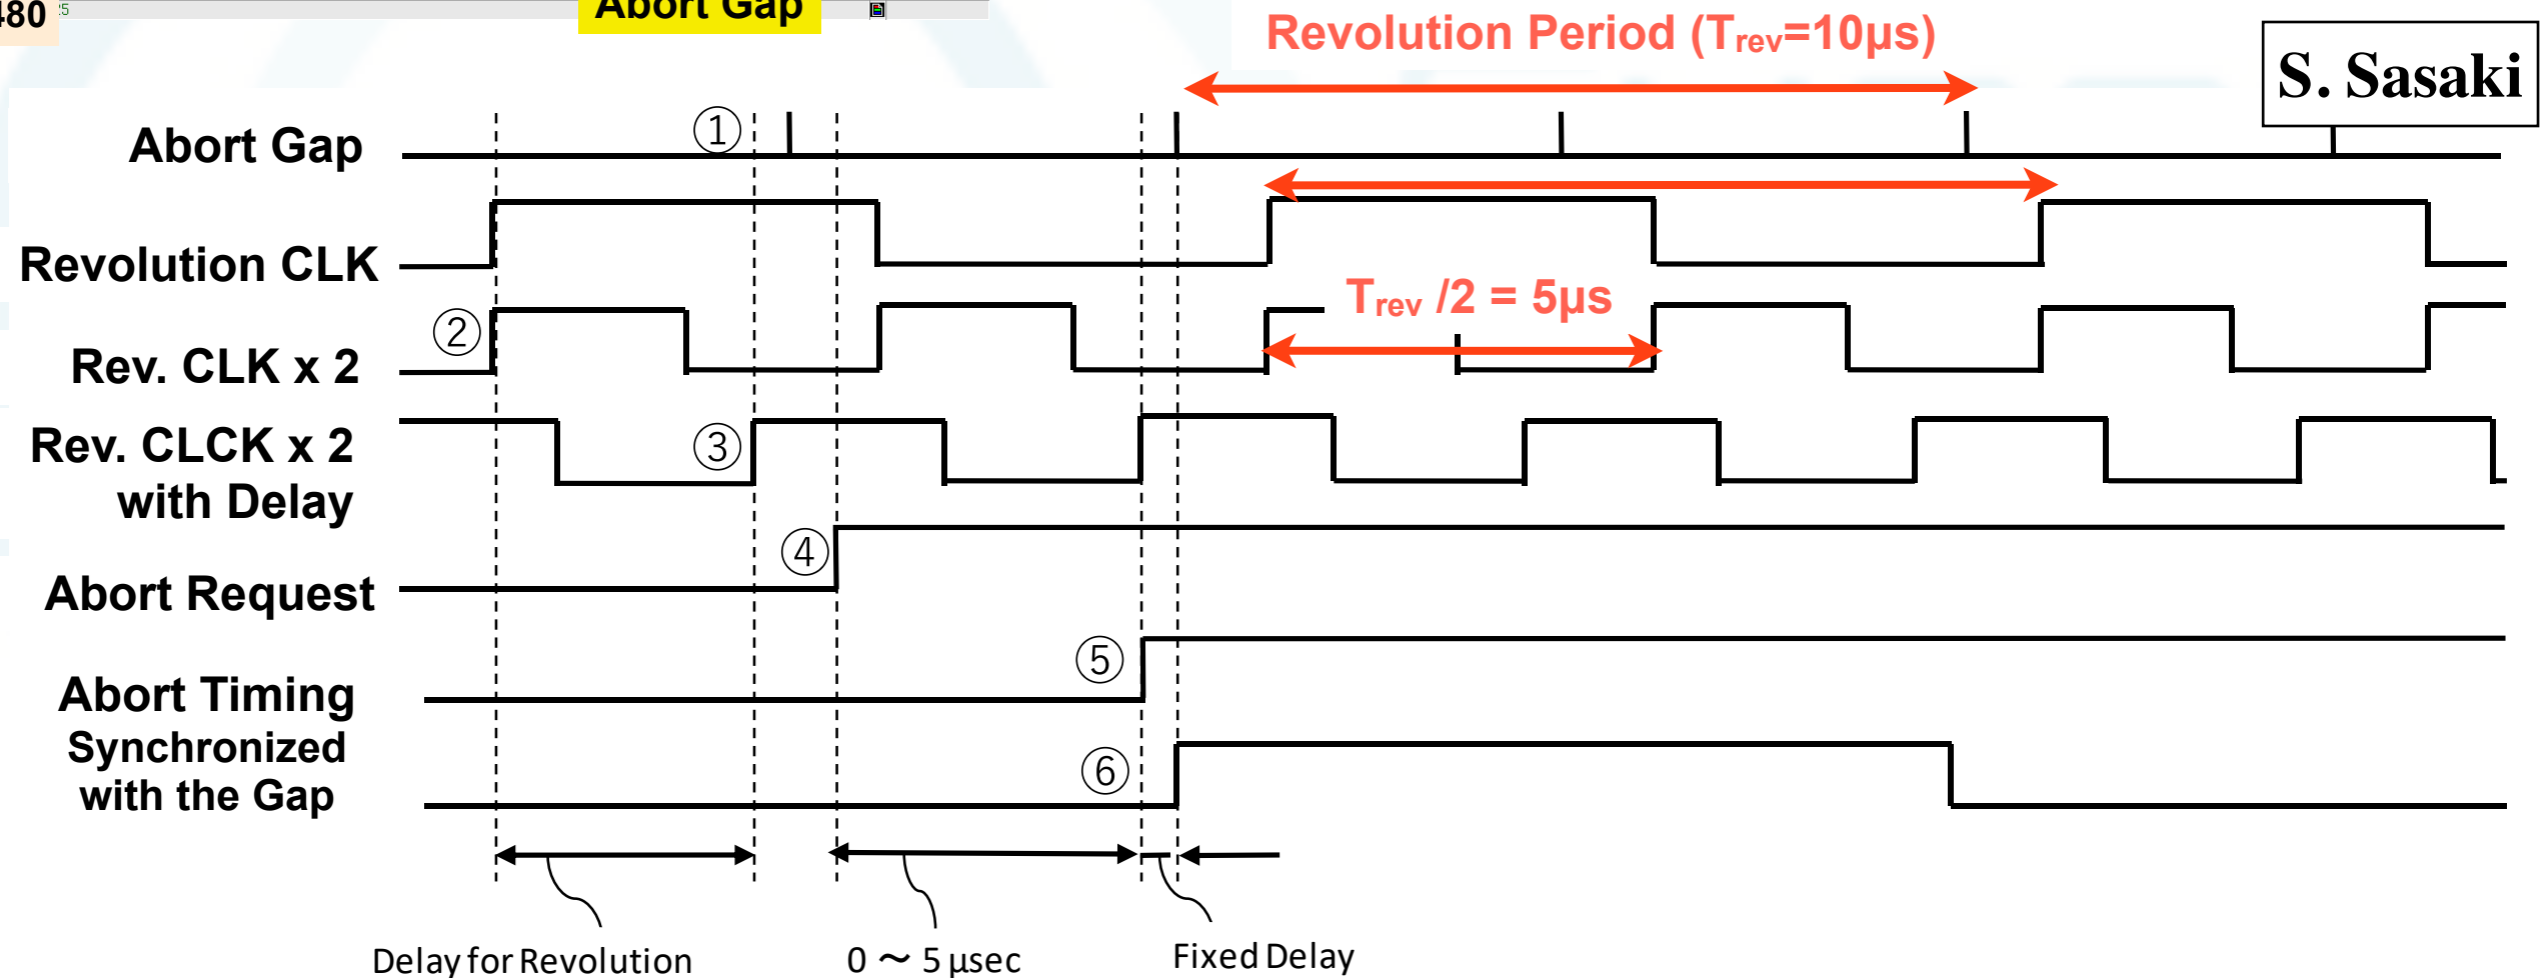 480
25
Abort Gap
Revolution Period (Trev=10μs)
S. Sasaki
①
Abort Gap
Revolution CLK
Trev /2 = 5μs
②
Rev. CLK x 2
Rev. CLCK x 2
with Delay
③
④
Abort Request
⑤
Abort Timing
Synchronized
with the Gap
⑥
Delay for Revolution
0 ~ 5 μsec
Fixed Delay